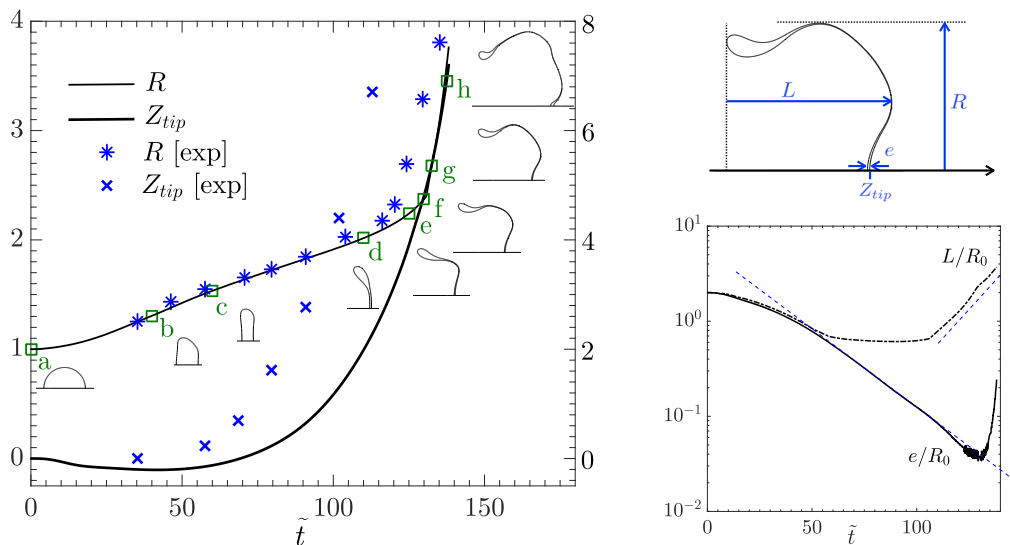 4
3
2
1
0
8
6
4
2
0
R
Z_tip
R [exp]
Z_tip [exp]
a
b
c
d
e
f
g
h
0
50
100
150
t̃
L
R
e
Z_tip
10^1
10^0
10^-1
10^-2
L/R_0
e/R_0
0
50
100
t̃